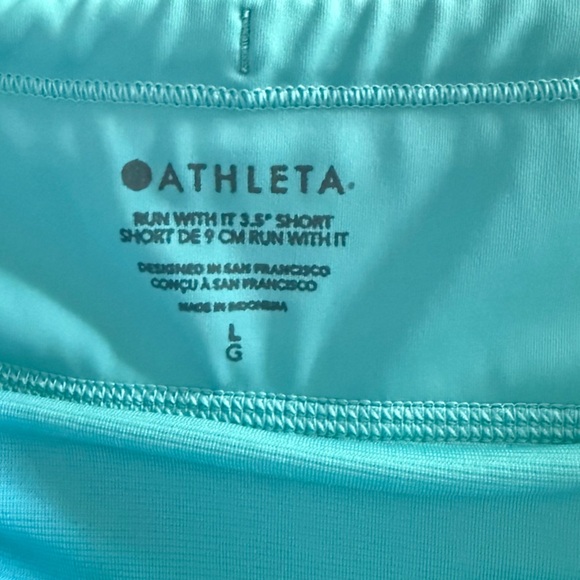 ATHLETA
RUN WITH IT 3.5" SHORT
SHORT DE 9 CM RUN WITH IT
DESIGNED IN SAN FRANCISCO
CONÇU À SAN FRANCISCO
MADE IN INDONESIA
L
G